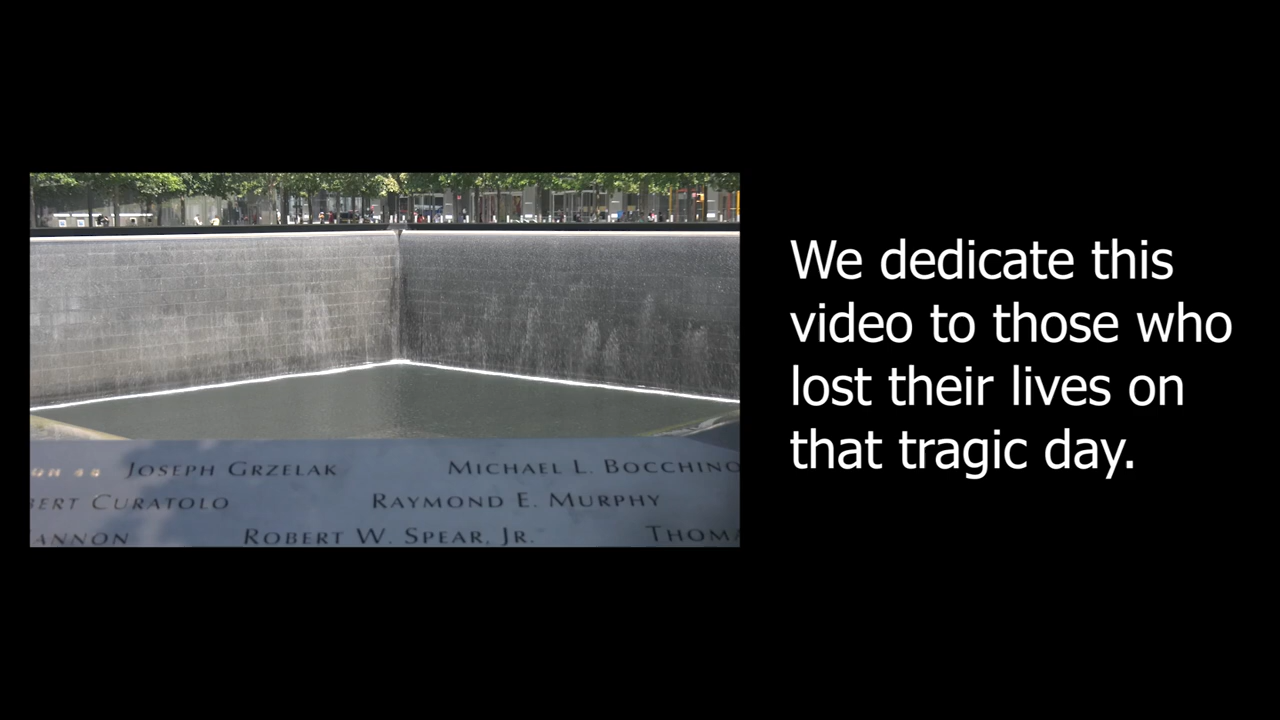 JOSEPH GRZELAK MICHAEL L. BOCCHINO
CURATOLO RAYMOND E. MURPHY
ROBERT W. SPEAR, JR.
We dedicate this
video to those who
lost their lives on
that tragic day.